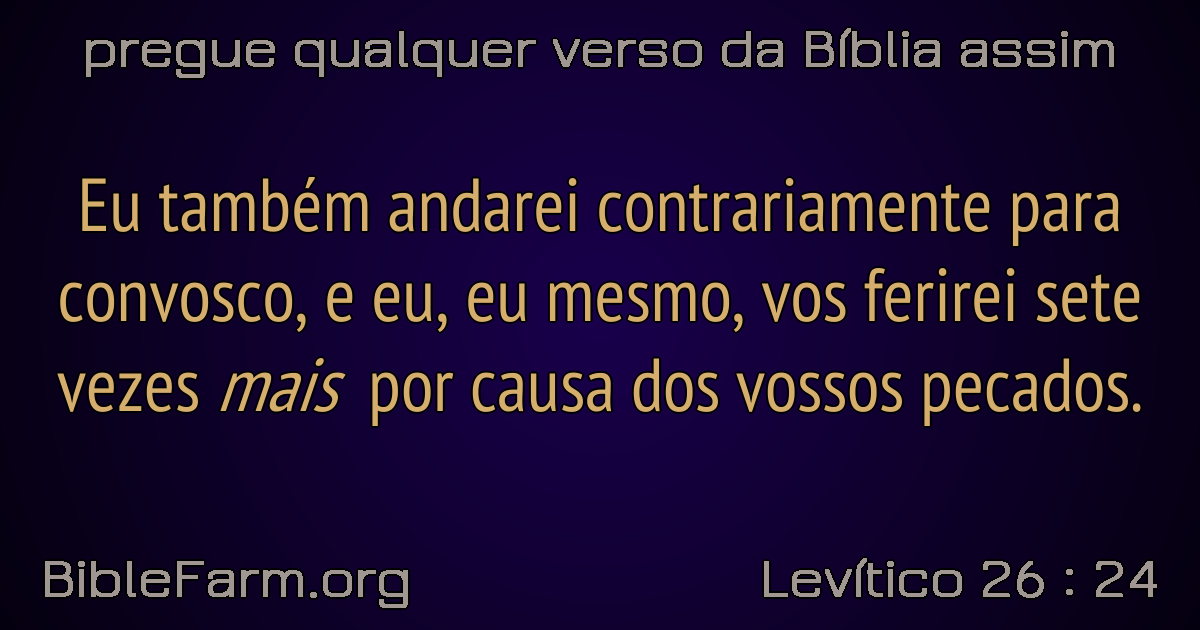 pregue qualquer verso da Bíblia assim
Eu também andarei contrariamente para
convosco, e eu, eu mesmo, vos ferirei sete
vezes mais por causa dos vossos pecados.
BibleFarm.org
Levítico 26 : 24